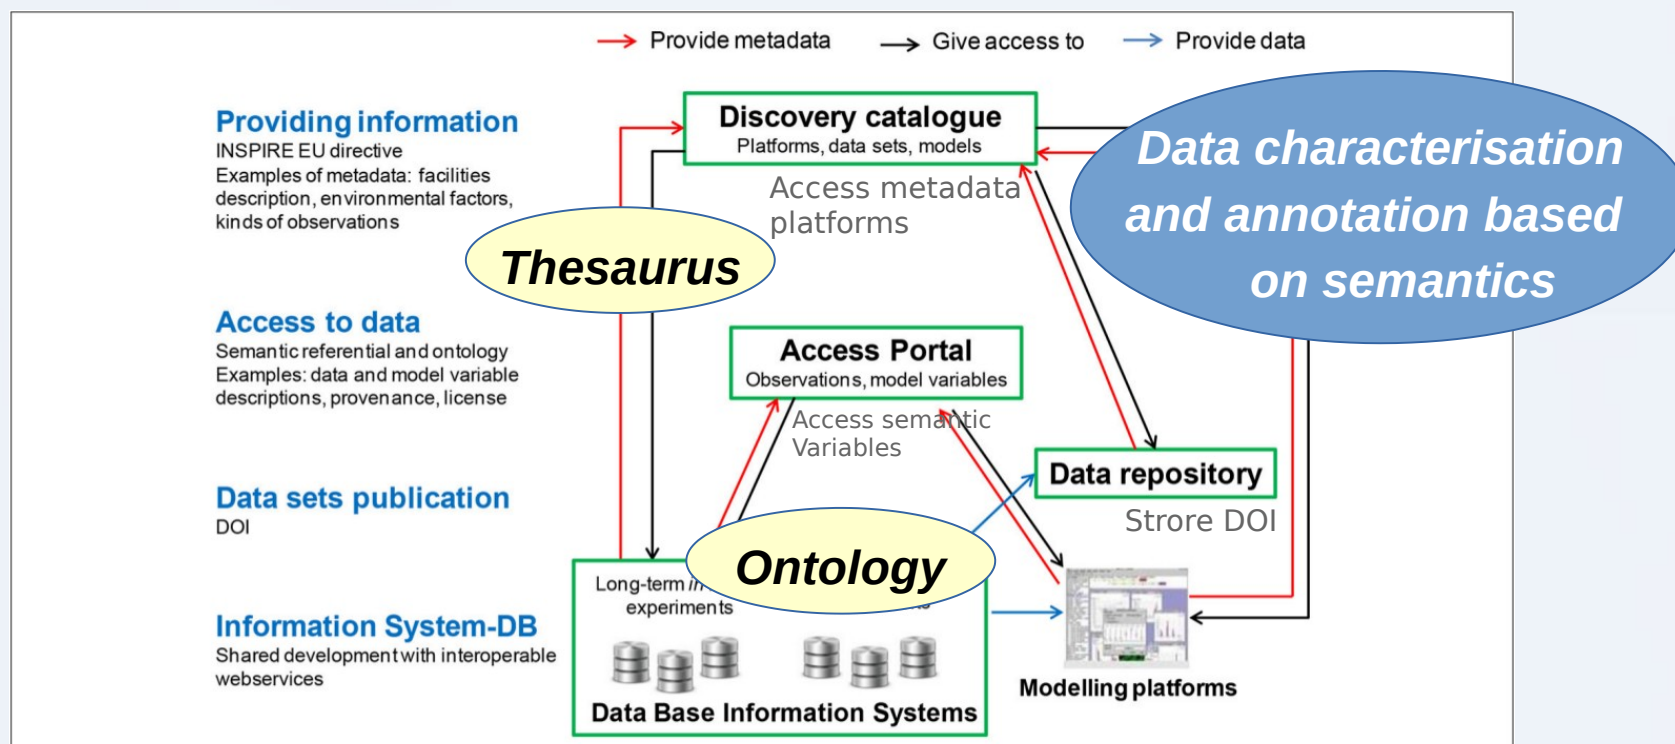 Provide metadata
Give access to
Provide data
Providing information
INSPIRE EU directive
Examples of metadata: facilities
description, environmental factors,
kinds of observations
Discovery catalogue
Platforms, data sets, models
Access metadata
platforms
Data characterisation
and annotation based
on semantics
Thesaurus
Access to data
Semantic referential and ontology
Examples: data and model variable
descriptions, provenance, license
Access Portal
Observations, model variables
Access semantic
Variables
Data repository
Strore DOI
Data sets publication
DOI
Ontology
Information System-DB
Shared development with interoperable
webservices
Long-term
experiments
Data Base Information Systems
Modelling platforms